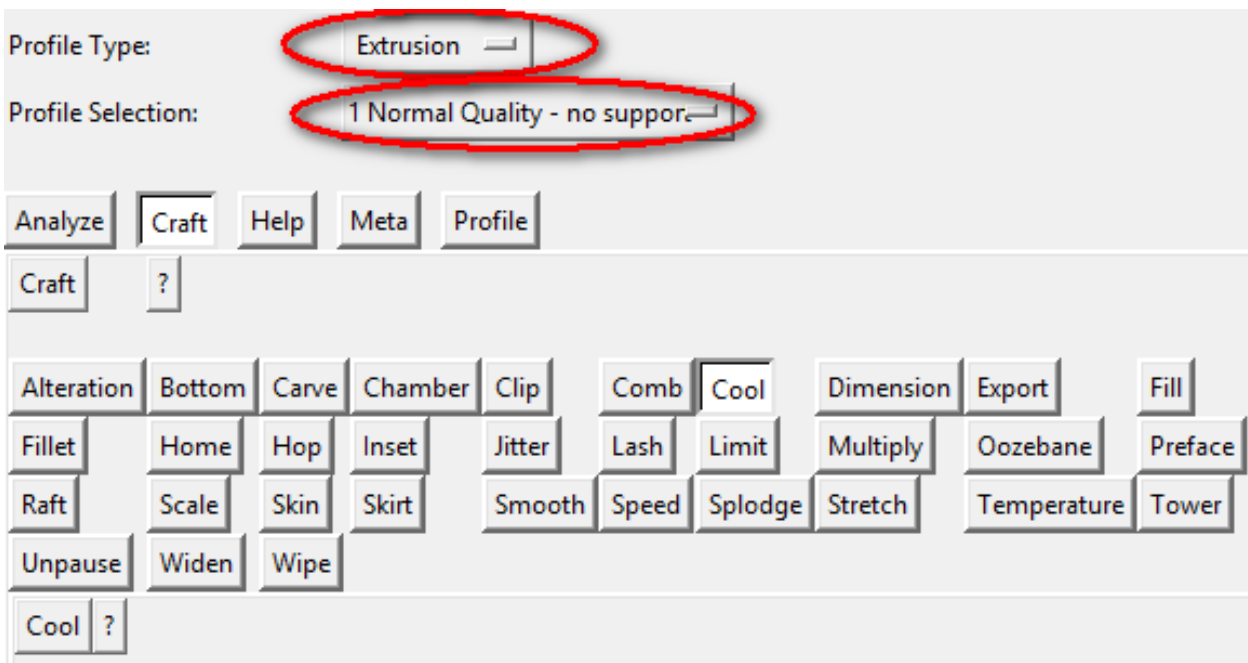 Profile Type: Extrusion
Profile Selection: 1 Normal Quality - no suppor
Analyze Craft Help Meta Profile
Craft ?
Alteration Bottom Carve Chamber Clip Comb Cool Dimension Export Fill
Fillet Home Hop Inset Jitter Lash Limit Multiply Oozebane Preface
Raft Scale Skin Skirt Smooth Speed Splodge Stretch Temperature Tower
Unpause Widen Wipe
Cool ?